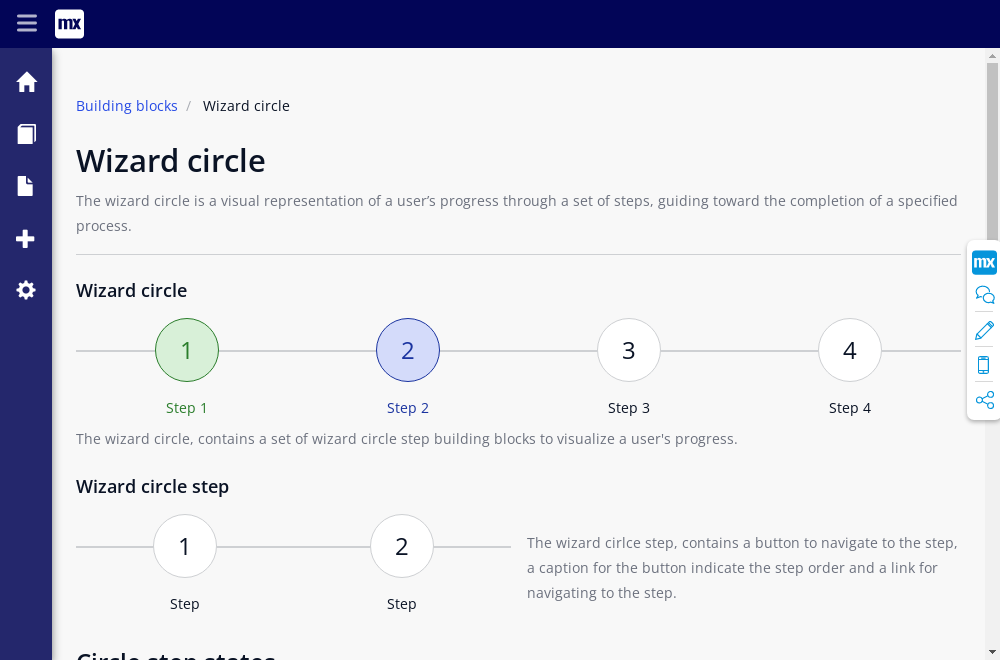 mx
Building blocks / Wizard circle
Wizard circle
The wizard circle is a visual representation of a user’s progress through a set of steps, guiding toward the completion of a specified
process.
Wizard circle
1 2 3 4
Step 1 Step 2 Step 3 Step 4
The wizard circle, contains a set of wizard circle step building blocks to visualize a user's progress.
Wizard circle step
1 2
Step Step
The wizard cirlce step, contains a button to navigate to the step,
a caption for the button indicate the step order and a link for
navigating to the step.
Circle step states
mx